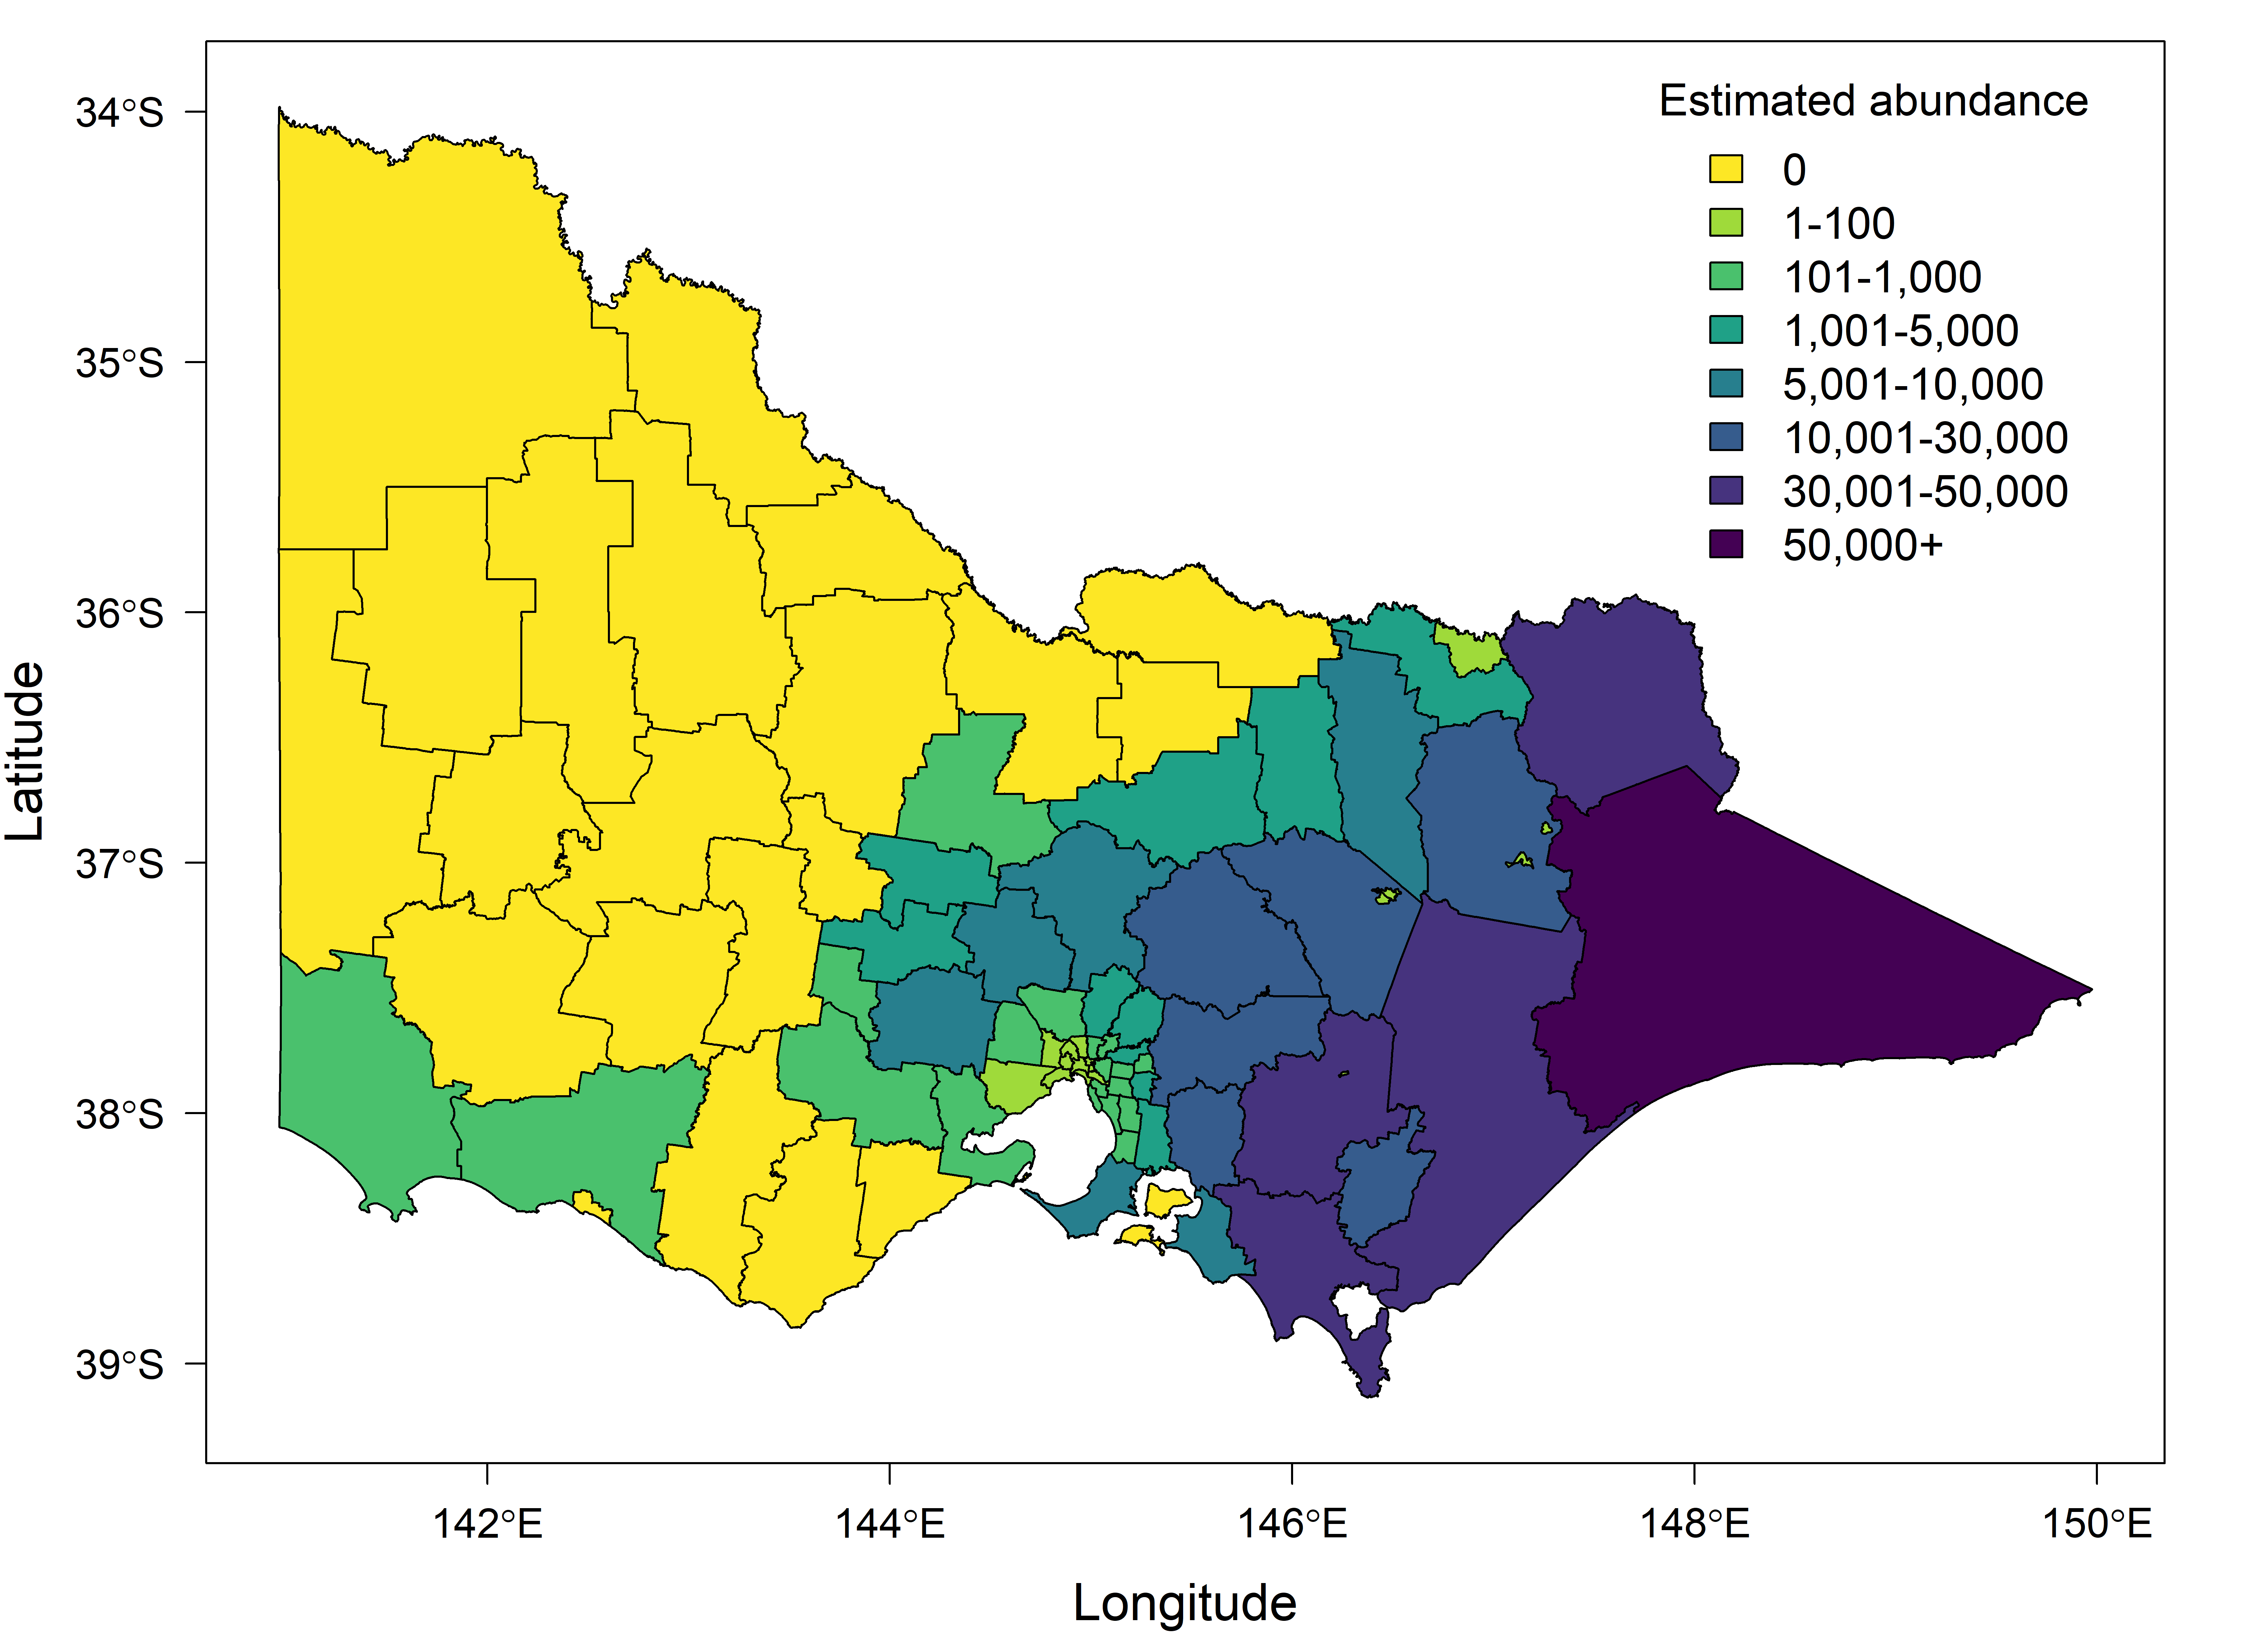 Estimated abundance
0
1-100
101-1,000
1,001-5,000
5,001-10,000
10,001-30,000
30,001-50,000
50,000+
34°S
35°S
36°S
37°S
38°S
39°S
Latitude
142°E
144°E
146°E
148°E
150°E
Longitude